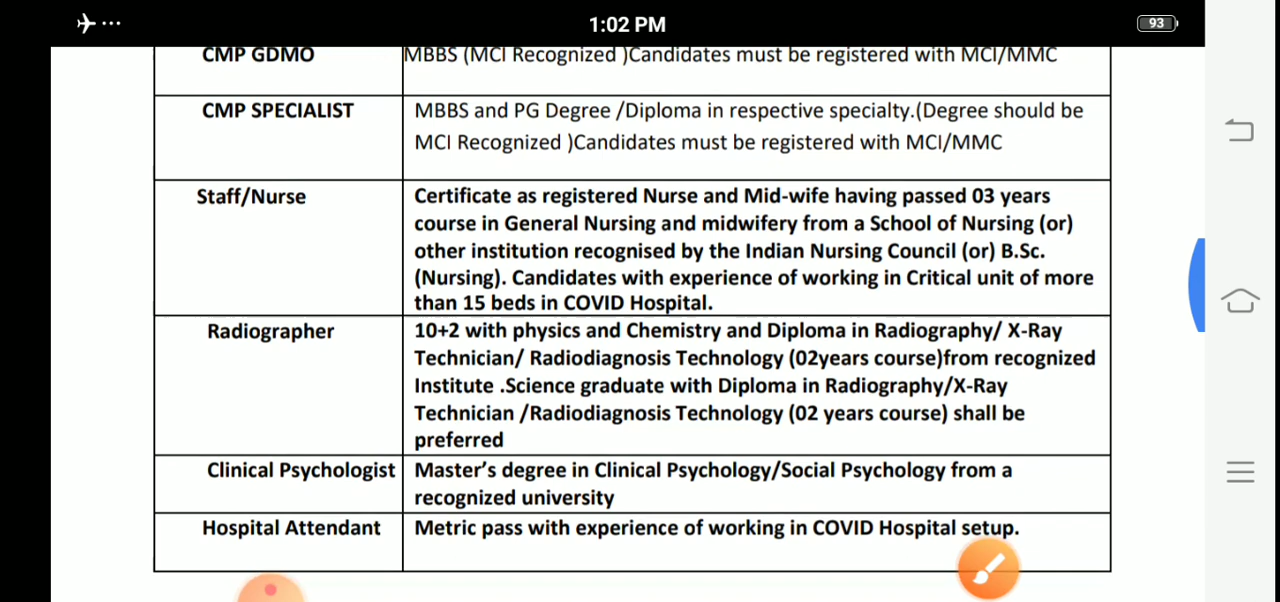 1:02 PM
93
CMP GDMO
MBBS (MCI Recognized )Candidates must be registered with MCI/MMC
CMP SPECIALIST
MBBS and PG Degree /Diploma in respective specialty.(Degree should be
MCI Recognized )Candidates must be registered with MCI/MMC
Staff/Nurse
Certificate as registered Nurse and Mid-wife having passed 03 years
course in General Nursing and midwifery from a School of Nursing (or)
other institution recognised by the Indian Nursing Council (or) B.Sc.
(Nursing). Candidates with experience of working in Critical unit of more
than 15 beds in COVID Hospital.
Radiographer
10+2 with physics and Chemistry and Diploma in Radiography/ X-Ray
Technician/ Radiodiagnosis Technology (02years course)from recognized
Institute .Science graduate with Diploma in Radiography/X-Ray
Technician /Radiodiagnosis Technology (02 years course) shall be
preferred
Clinical Psychologist
Master’s degree in Clinical Psychology/Social Psychology from a
recognized university
Hospital Attendant
Metric pass with experience of working in COVID Hospital setup.